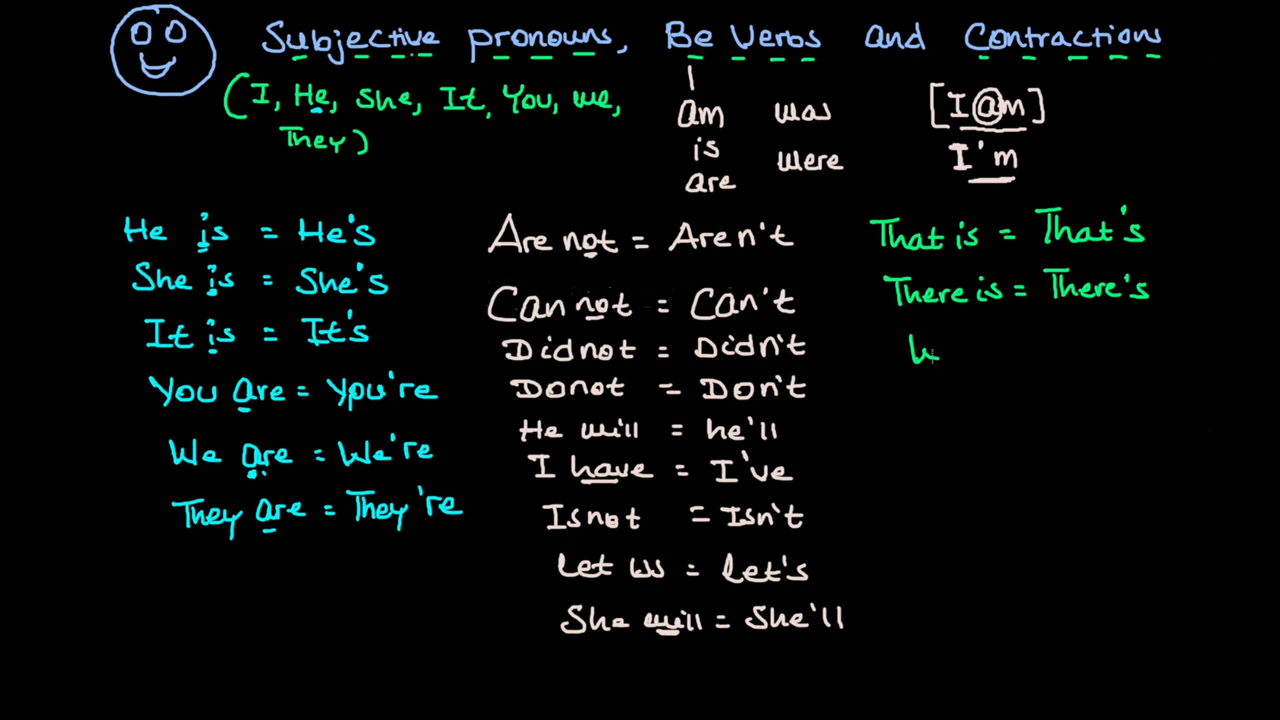 Subjective pronouns, Be Verbs and Contractions
(I, He, She, It, You, we,
They)
am was
is were
are
[I am]
I'm
He is = He's
She is = She's
It is = It's
You are = You're
We are = We're
They are = They're
Are not = Aren't
Cannot = Can't
Didnot = Didn't
Donot = Don't
He will = he'll
I have = I've
Isnot = Isn't
Let us = Let's
She will = She'll
That is = That's
There is = There's